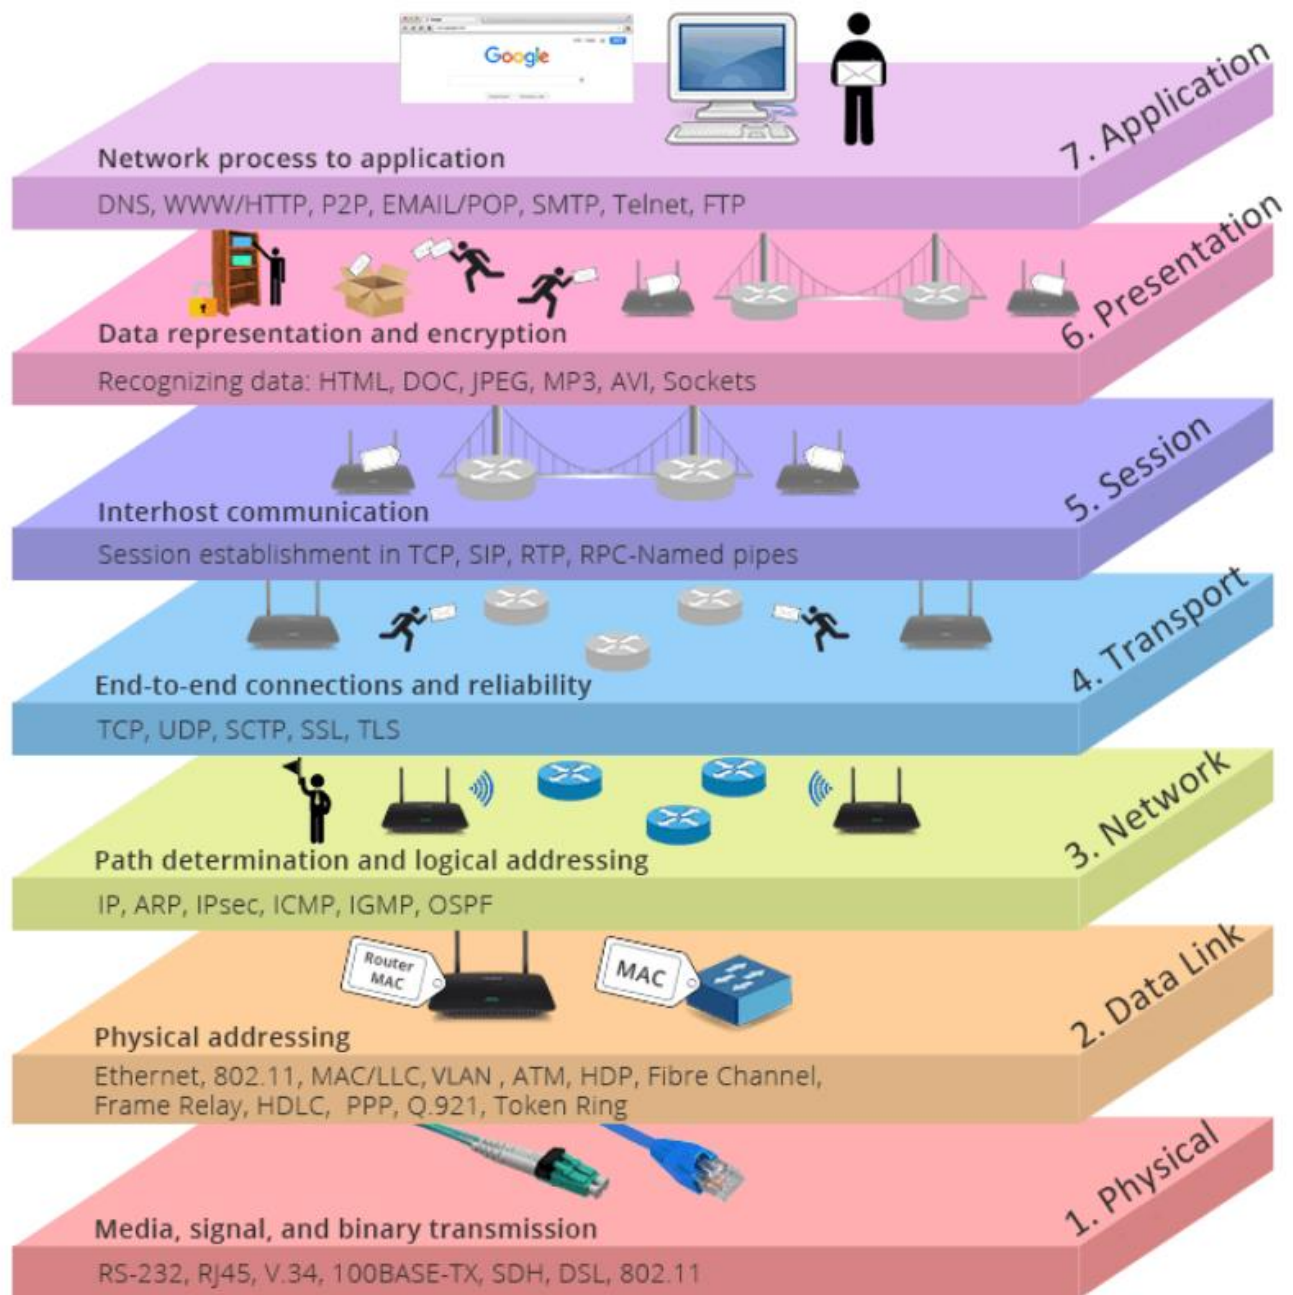 Google
7. Application
Network process to application
DNS, WWW/HTTP, P2P, EMAIL/POP, SMTP, Telnet, FTP
6. Presentation
Data representation and encryption
Recognizing data: HTML, DOC, JPEG, MP3, AVI, Sockets
5. Session
Interhost communication
Session establishment in TCP, SIP, RTP, RPC-Named pipes
4. Transport
End-to-end connections and reliability
TCP, UDP, SCTP, SSL, TLS
3. Network
Path determination and logical addressing
IP, ARP, IPsec, ICMP, IGMP, OSPF
2. Data Link
Router
MAC
MAC
Physical addressing
Ethernet, 802.11, MAC/LLC, VLAN , ATM, HDP, Fibre Channel,
Frame Relay, HDLC,  PPP, Q.921, Token Ring
1. Physical
Media, signal, and binary transmission
RS-232, RJ45, V.34, 100BASE-TX, SDH, DSL, 802.11